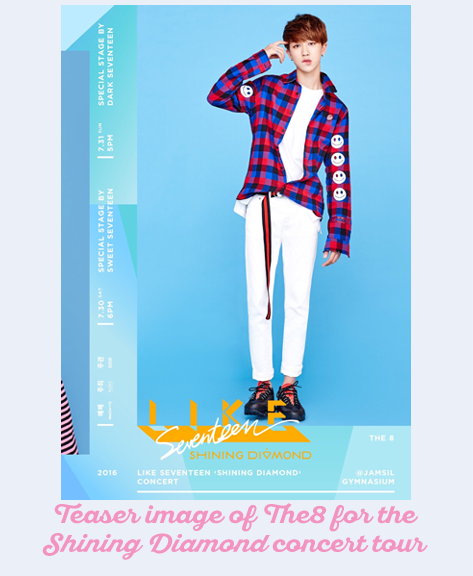 SPECIAL STAGE BY
DARK SEVENTEEN
7.31 SUN
5PM
SPECIAL STAGE BY
SWEET SEVENTEEN
7.30 SAT
6PM
LIKE
Seventeen
SHINING DIAMOND
THE 8
2016
LIKE SEVENTEEN 'SHINING DIAMOND'
CONCERT
@JAMSIL
GYMNASIUM
Teaser image of The8 for the
Shining Diamond concert tour